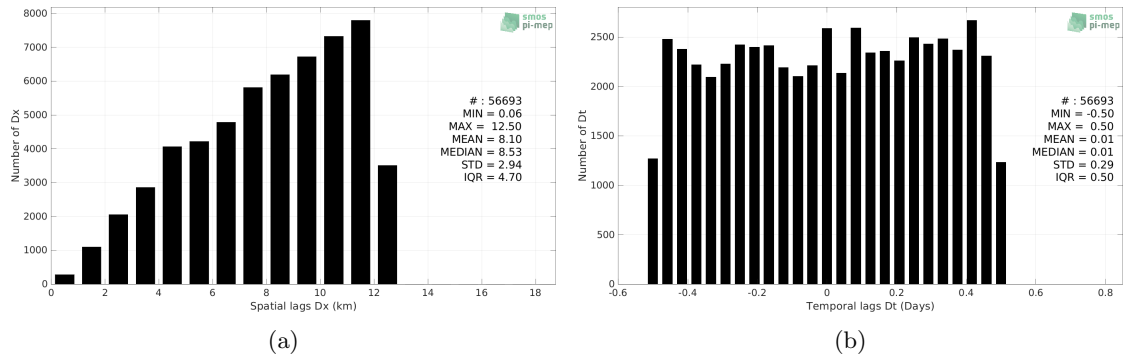 8000
7000
6000
5000
4000
3000
2000
1000
0
Number of Dx
0 2 4 6 8 10 12 14 16 18
Spatial lags Dx (km)
smos
pi-mep
# : 56693
MIN = 0.06
MAX = 12.50
MEAN = 8.10
MEDIAN = 8.53
STD = 2.94
IQR = 4.70
(a)
2500
2000
1500
1000
500
0
Number of Dt
-0.6 -0.4 -0.2 0 0.2 0.4 0.6 0.8
Temporal lags Dt (Days)
smos
pi-mep
# : 56693
MIN = -0.50
MAX = 0.50
MEAN = 0.01
MEDIAN = 0.01
STD = 0.29
IQR = 0.50
(b)